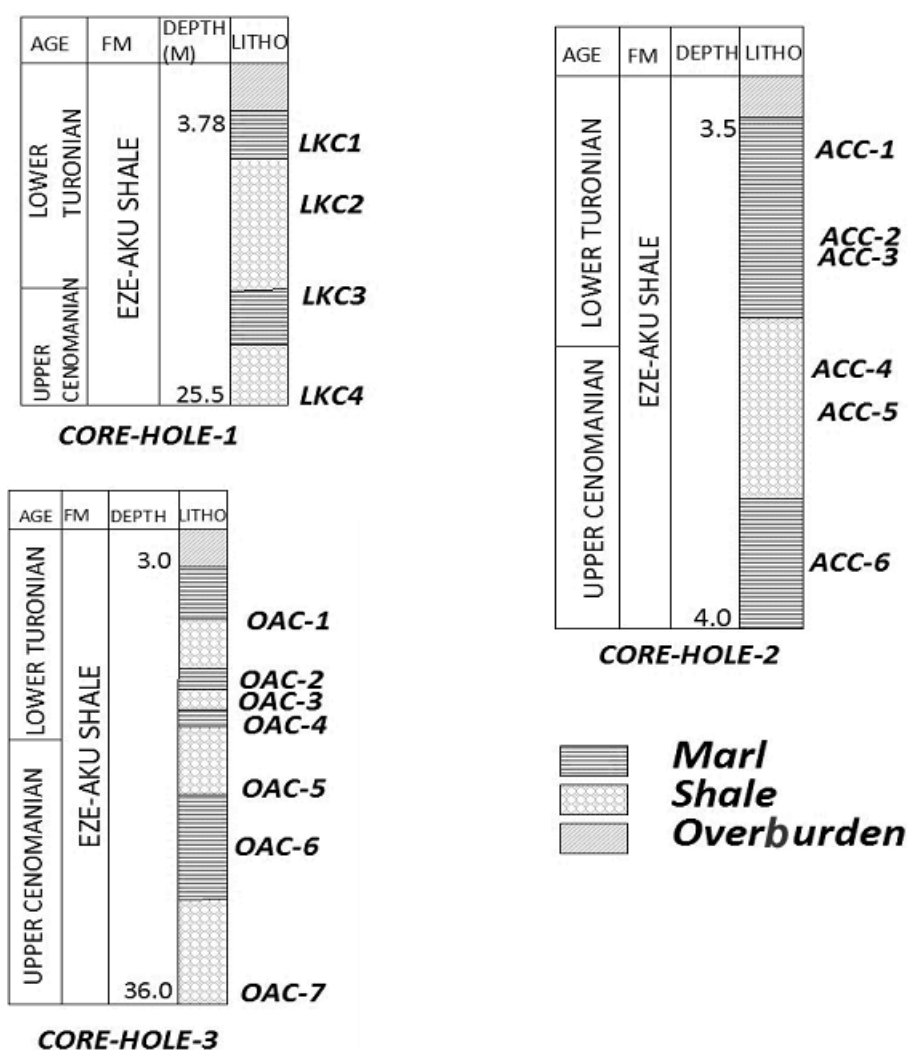 AGE FM DEPTH (M) LITHO
LOWER TURONIAN
UPPER CENOMANIAN
EZE-AKU SHALE
3.78
25.5
LKC1
LKC2
LKC3
LKC4
CORE-HOLE-1
AGE FM DEPTH LITHO
LOWER TURONIAN
UPPER CENOMANIAN
EZE-AKU SHALE
3.5
4.0
ACC-1
ACC-2
ACC-3
ACC-4
ACC-5
ACC-6
CORE-HOLE-2
AGE FM DEPTH LITHO
LOWER TURONIAN
UPPER CENOMANIAN
EZE-AKU SHALE
3.0
36.0
OAC-1
OAC-2
OAC-3
OAC-4
OAC-5
OAC-6
OAC-7
CORE-HOLE-3
Marl
Shale
Overburden